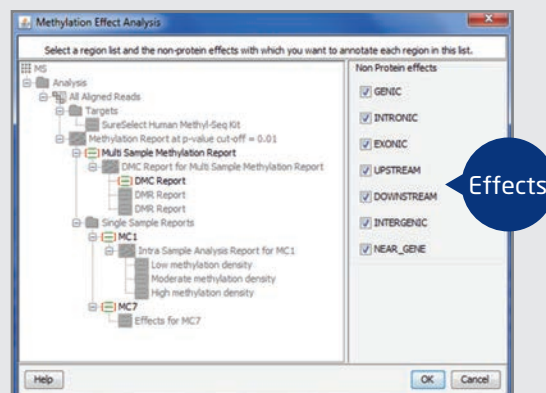 Methylation Effect Analysis
Select a region list and the non-protein effects with which you want to annotate each region in this list.
MS
Analysis
All Aligned Reads
Targets
SureSelect Human Methyl-Seq Kit
Methylation Report at p-value cut-off = 0.01
Multi Sample Methylation Report
DMC Report for Multi Sample Methylation Report
DMC Report
DMR Report
DMR Report
Single Sample Reports
MC1
Intra Sample Analysis Report for MC1
Low methylation density
Moderate methylation density
High methylation density
MC7
Effects for MC7
Non Protein effects
GENIC
INTRONIC
EXONIC
UPSTREAM
DOWNSTREAM
INTERGENIC
NEAR_GENE
Effects
Help
OK
Cancel